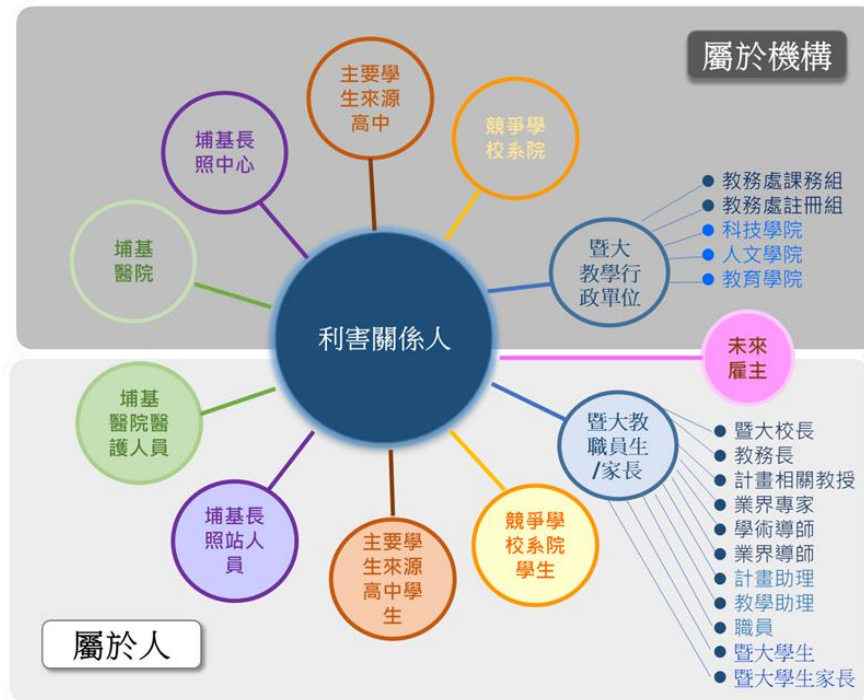 屬於機構
主要學
生來源
高中
競爭學
校系院
埔基長
照中心
埔基
醫院
暨大
教學行
政單位
教務處課務組
教務處註冊組
科技學院
人文學院
教育學院
利害關係人
未來
雇主
埔基
醫院醫
護人員
埔基長
照站人
員
主要學
生來源
高中學
生
競爭學
校系院
學生
暨大教
職員生
/家長
暨大校長
教務長
計畫相關教授
業界專家
學術導師
業界導師
計畫助理
教學助理
職員
暨大學生
暨大學生家長
屬於人